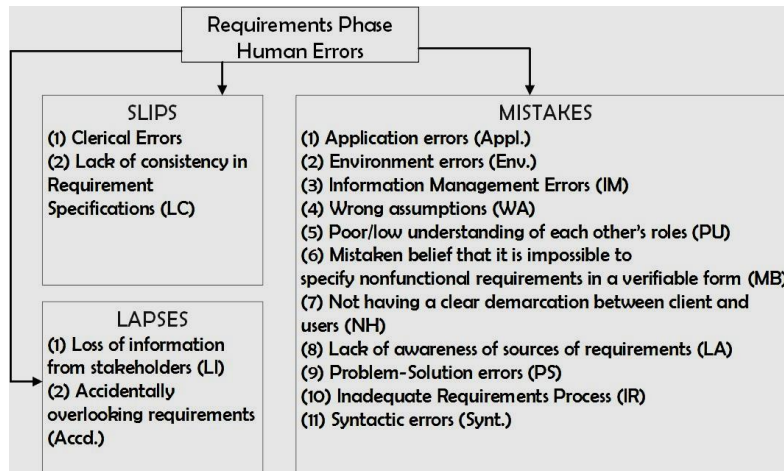 Requirements Phase
Human Errors
SLIPS
(1) Clerical Errors
(2) Lack of consistency in
Requirement
Specifications (LC)
LAPSES
(1) Loss of information
from stakeholders (LI)
(2) Accidentally
overlooking requirements
(Accd.)
MISTAKES
(1) Application errors (Appl.)
(2) Environment errors (Env.)
(3) Information Management Errors (IM)
(4) Wrong assumptions (WA)
(5) Poor/low understanding of each other's roles (PU)
(6) Mistaken belief that it is impossible to
specify nonfunctional requirements in a verifiable form (MB)
(7) Not having a clear demarcation between client and
users (NH)
(8) Lack of awareness of sources of requirements (LA)
(9) Problem-Solution errors (PS)
(10) Inadequate Requirements Process (IR)
(11) Syntactic errors (Synt.)